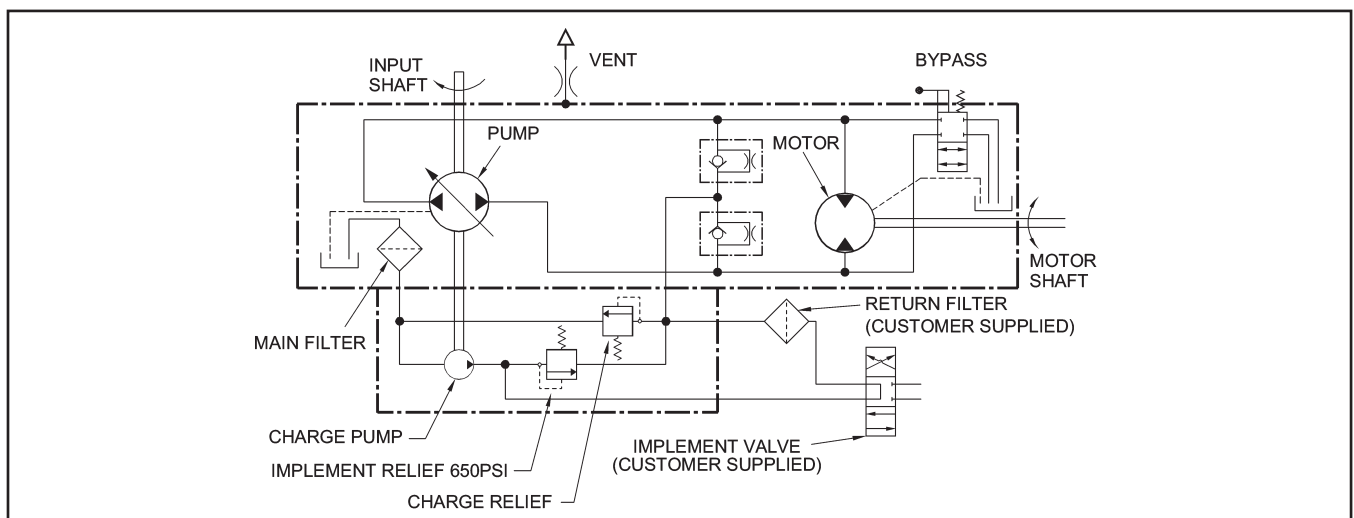 INPUT
SHAFT
VENT
BYPASS
PUMP
MOTOR
MOTOR
SHAFT
MAIN FILTER
RETURN FILTER
(CUSTOMER SUPPLIED)
CHARGE PUMP
IMPLEMENT RELIEF 650PSI
CHARGE RELIEF
IMPLEMENT VALVE
(CUSTOMER SUPPLIED)